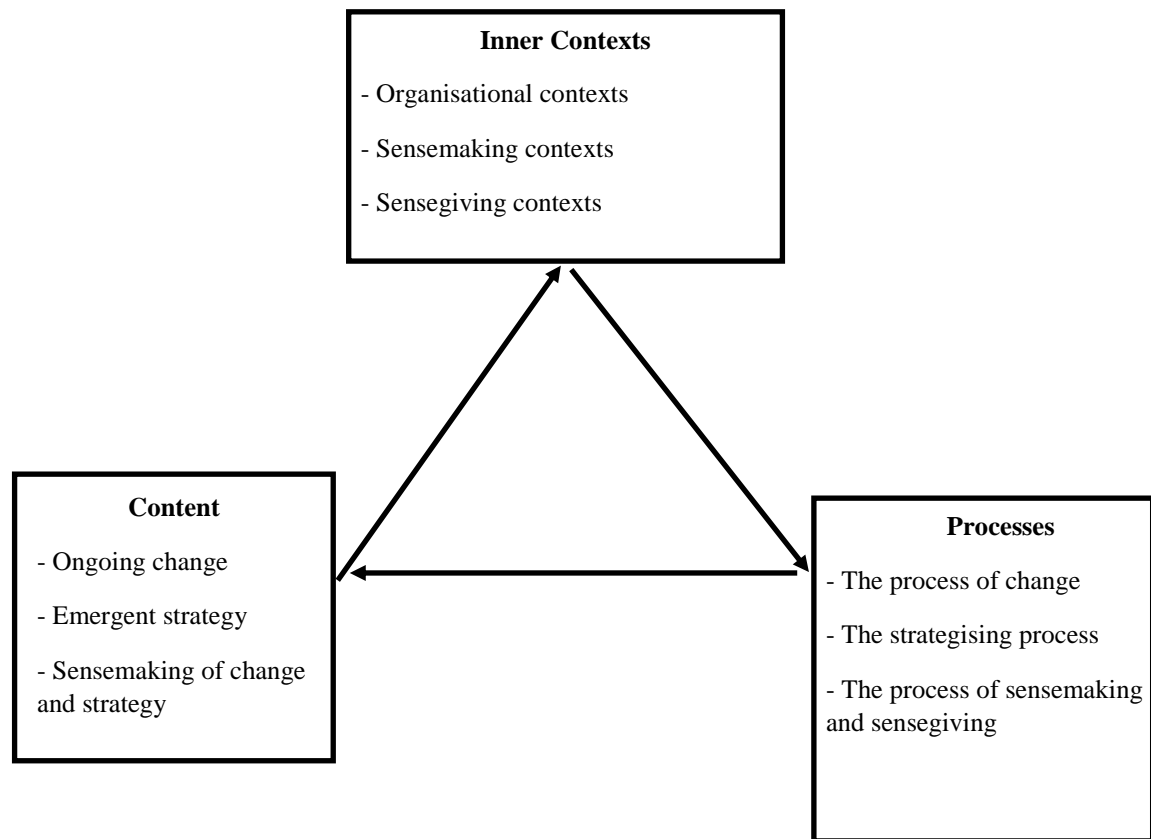 Inner Contexts
- Organisational contexts
- Sensemaking contexts
- Sensegiving contexts
Content
- Ongoing change
- Emergent strategy
- Sensemaking of change
and strategy
Processes
- The process of change
- The strategising process
- The process of sensemaking
and sensegiving